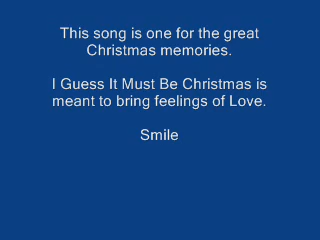 This song is one for the great
Christmas memories.
I Guess It Must Be Christmas is
meant to bring feelings of Love.
Smile